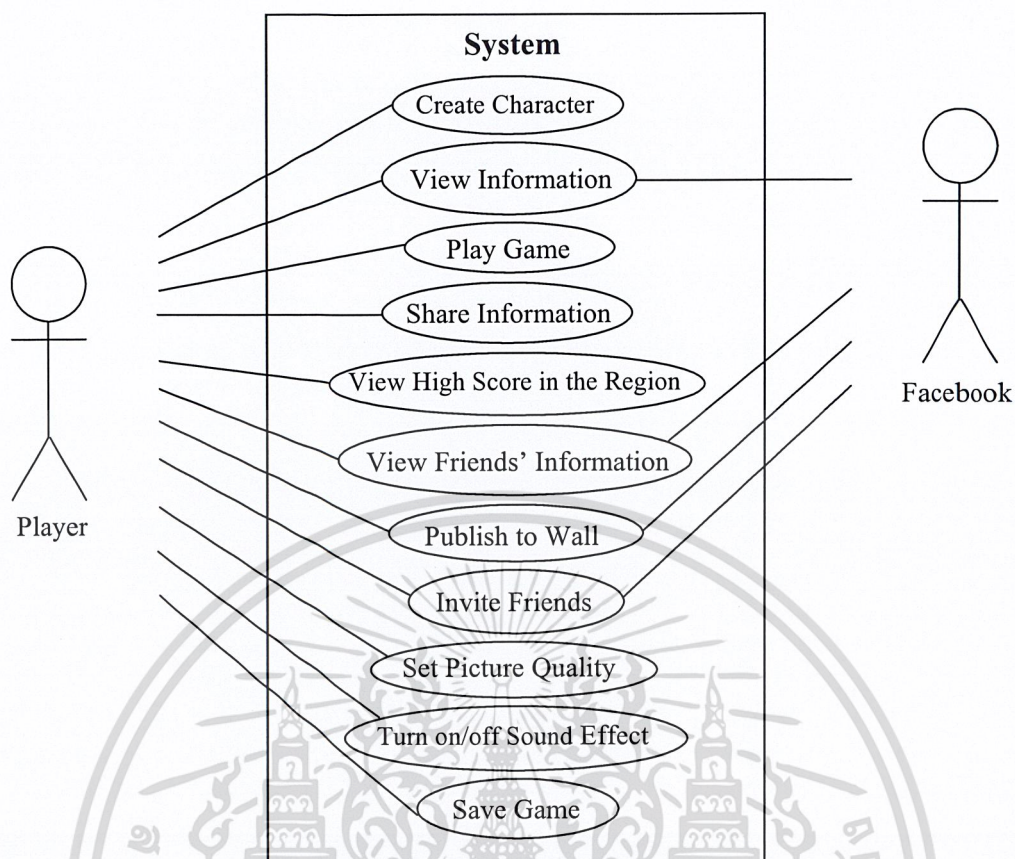 System
Create Character
View Information
Play Game
Share Information
View High Score in the Region
View Friends' Information
Publish to Wall
Invite Friends
Set Picture Quality
Turn on/off Sound Effect
Save Game
Player
Facebook